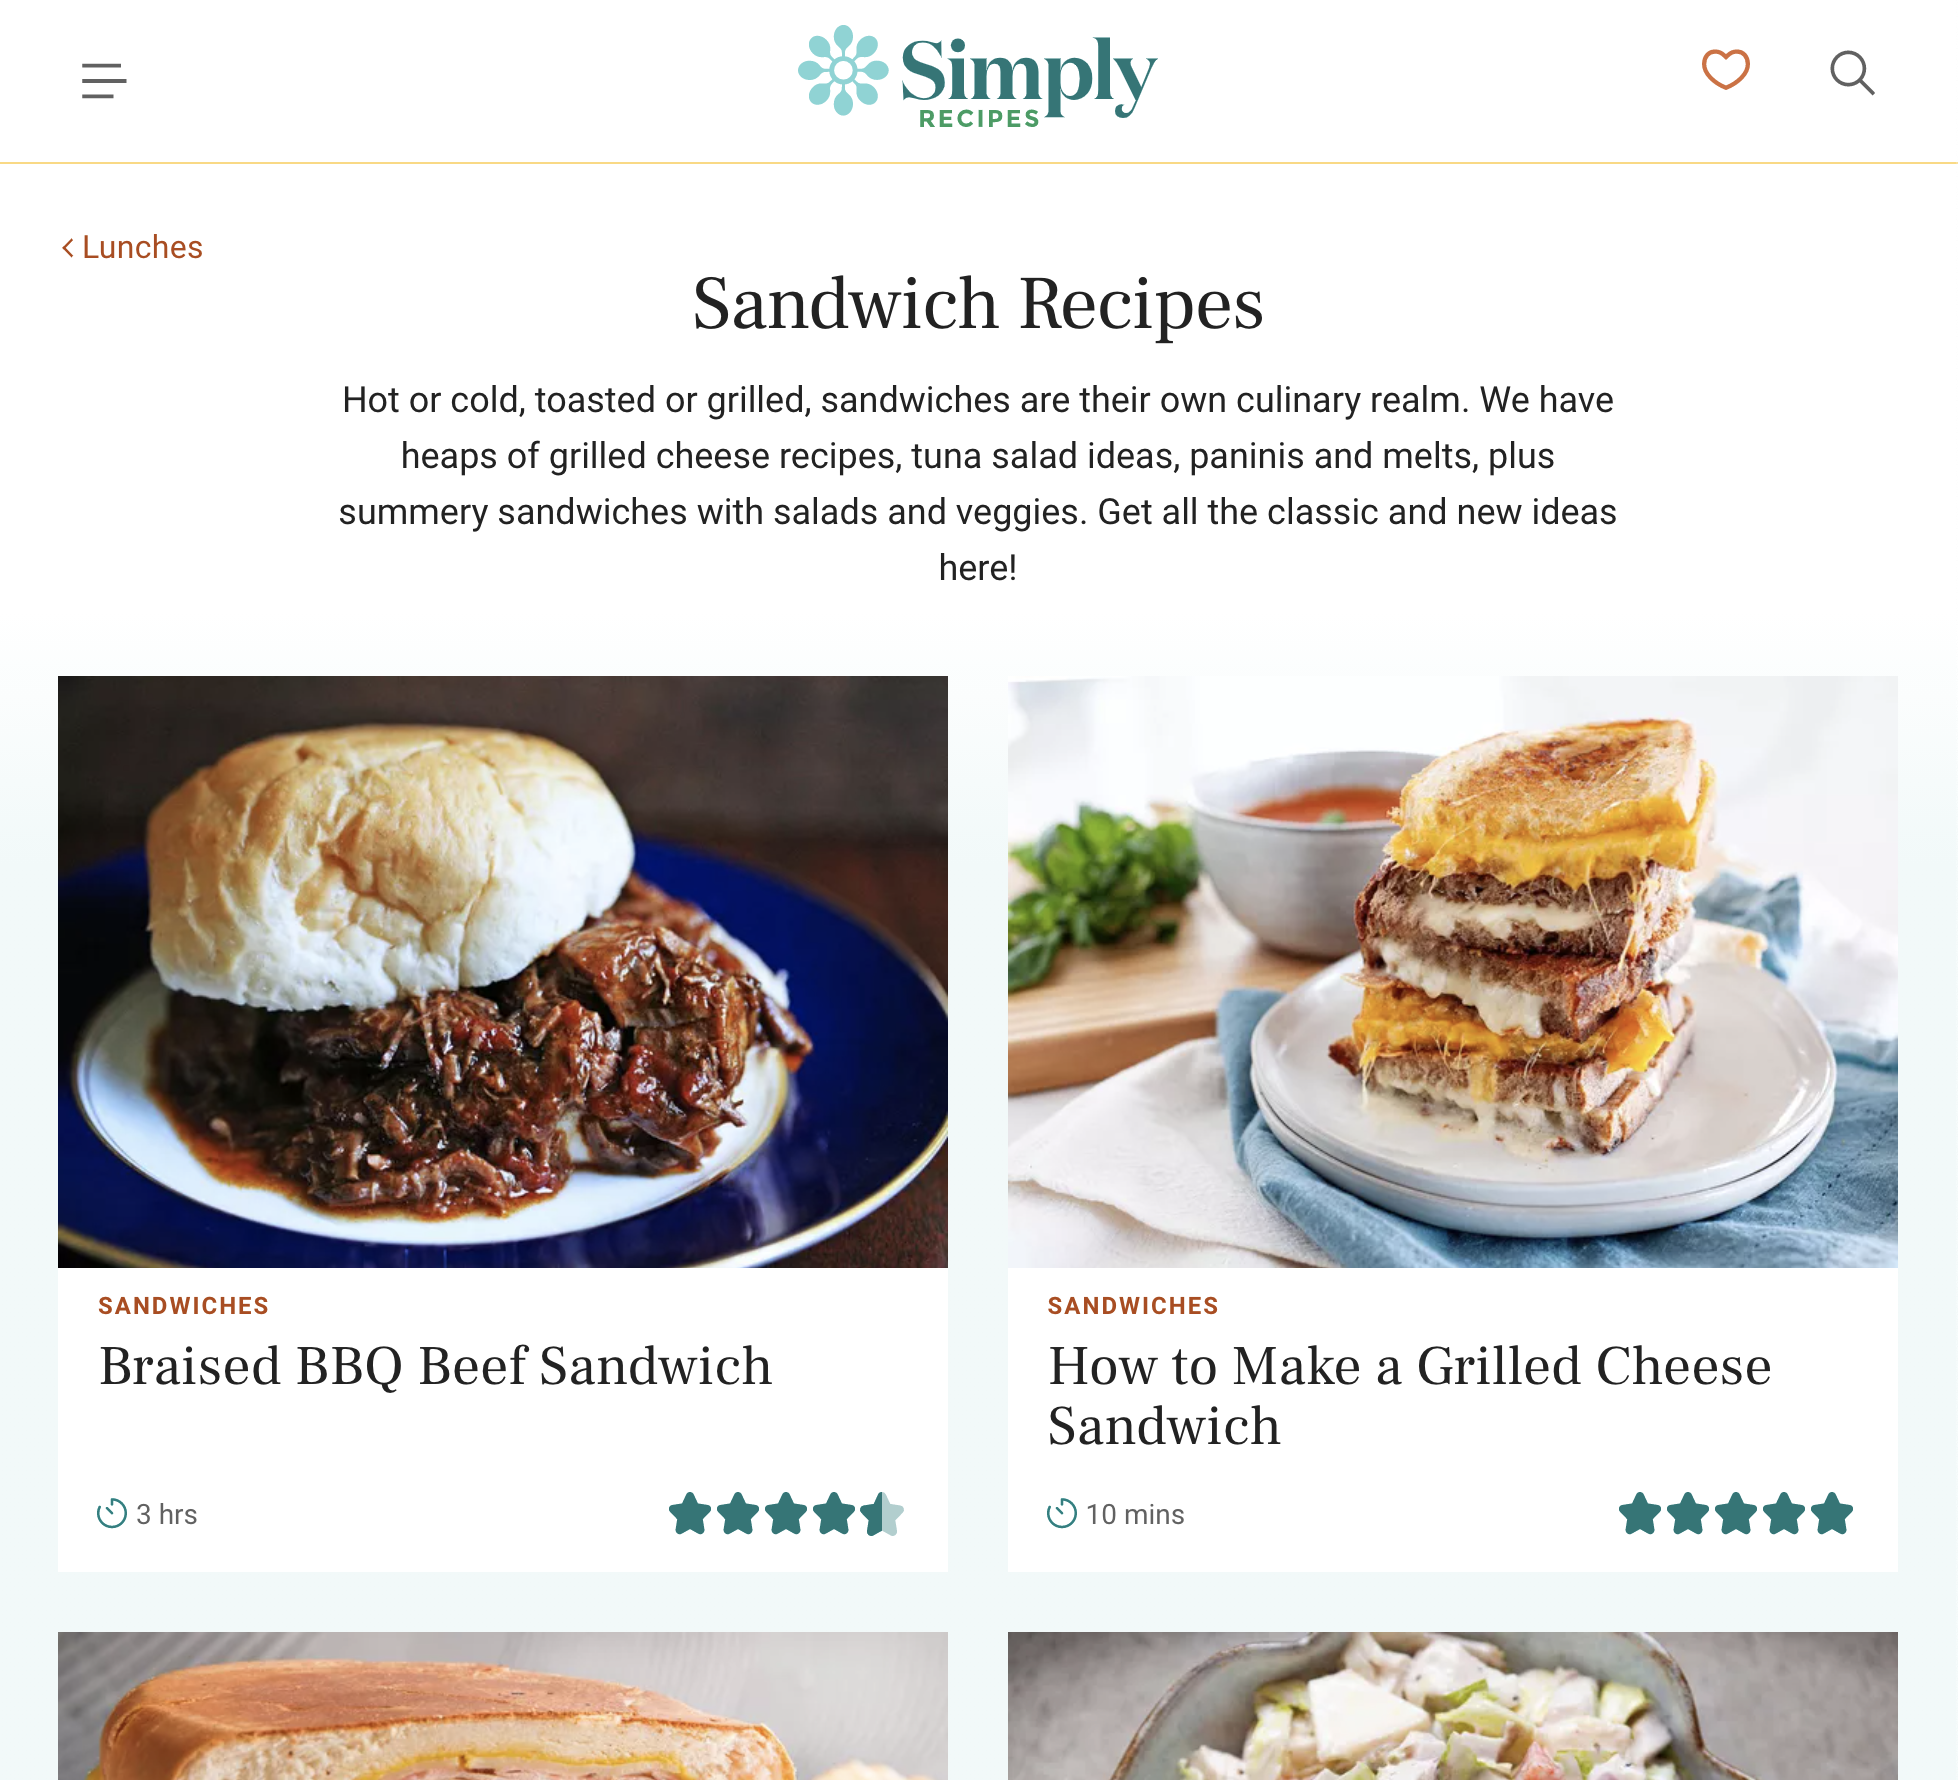 Simply
RECIPES
Lunches
Sandwich Recipes
Hot or cold, toasted or grilled, sandwiches are their own culinary realm. We have
heaps of grilled cheese recipes, tuna salad ideas, paninis and melts, plus
summery sandwiches with salads and veggies. Get all the classic and new ideas
here!
SANDWICHES
Braised BBQ Beef Sandwich
3 hrs
SANDWICHES
How to Make a Grilled Cheese
Sandwich
10 mins